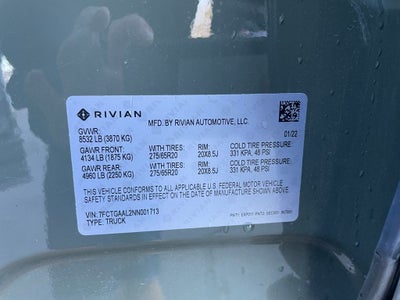 RIVIAN
MFD. BY RIVIAN AUTOMOTIVE, LLC.
GVWR:
8532 LB (3870 KG)
01/22
GAWR FRONT: WITH TIRES: RIM: COLD TIRE PRESSURE:
4134 LB (1875 KG) 275/65R20 20X8.5J 331 KPA, 48 PSI
GAWR REAR: WITH TIRES: RIM: COLD TIRE PRESSURE:
4960 LB (2250 KG) 275/65R20 20X8.5J 331 KPA, 48 PSI
THIS VEHICLE CONFORMS TO ALL APPLICABLE U.S. FEDERAL MOTOR VEHICLE
SAFETY STANDARDS IN EFFECT ON THE DATE OF MANUFACTURE SHOWN ABOVE.
VIN: 7FCTGAAL2NN001713
TYPE: TRUCK